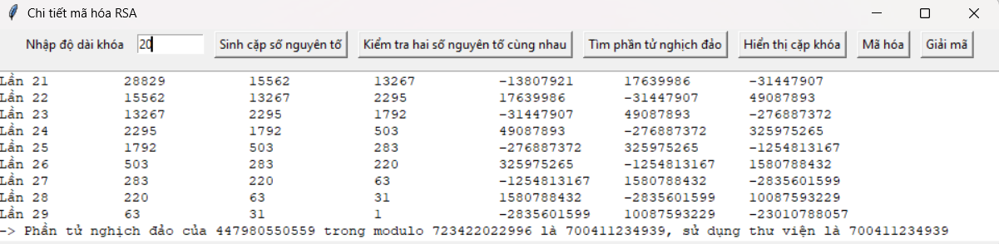 Chi tiết mã hóa RSA
Nhập độ dài khóa 20 Sinh cặp số nguyên tố Kiểm tra hai số nguyên tố cùng nhau Tìm phần tử nghịch đảo Hiển thị cặp khóa Mã hóa Giải mã
Lần 21 28829 15562 13267 -13807921 17639986 -31447907
Lần 22 15562 13267 2295 17639986 -31447907 49087893
Lần 23 13267 2295 1792 -31447907 49087893 -276887372
Lần 24 2295 1792 503 49087893 -276887372 325975265
Lần 25 1792 503 283 -276887372 325975265 -1254813167
Lần 26 503 283 220 325975265 -1254813167 1580788432
Lần 27 283 220 63 -1254813167 1580788432 -2835601599
Lần 28 220 63 31 1580788432 -2835601599 10087593229
Lần 29 63 31 1 -2835601599 10087593229 -23010788057
-> Phần tử nghịch đảo của 447980550559 trong modulo 723422022996 là 700411234939, sử dụng thư viện là 700411234939